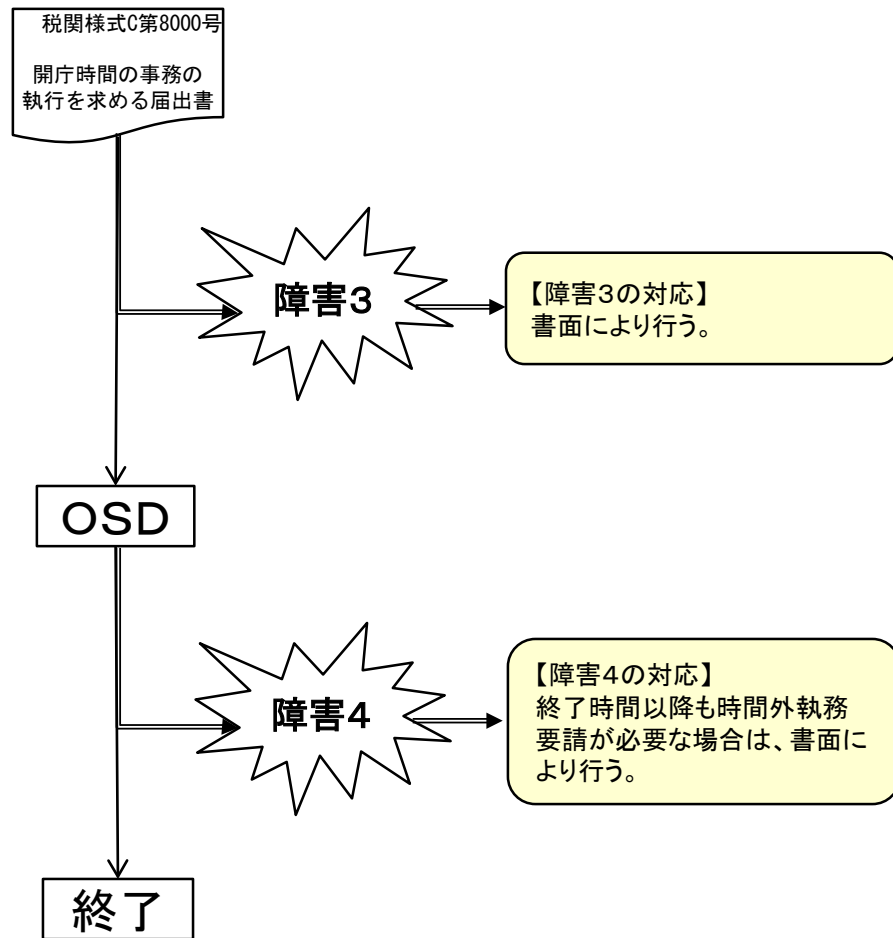 税関様式C第8000号
開庁時間の事務の
執行を求める届出書
障害3
【障害3の対応】
書面により行う。
OSD
障害4
【障害4の対応】
終了時間以降も時間外執務
要請が必要な場合は、書面に
より行う。
終了